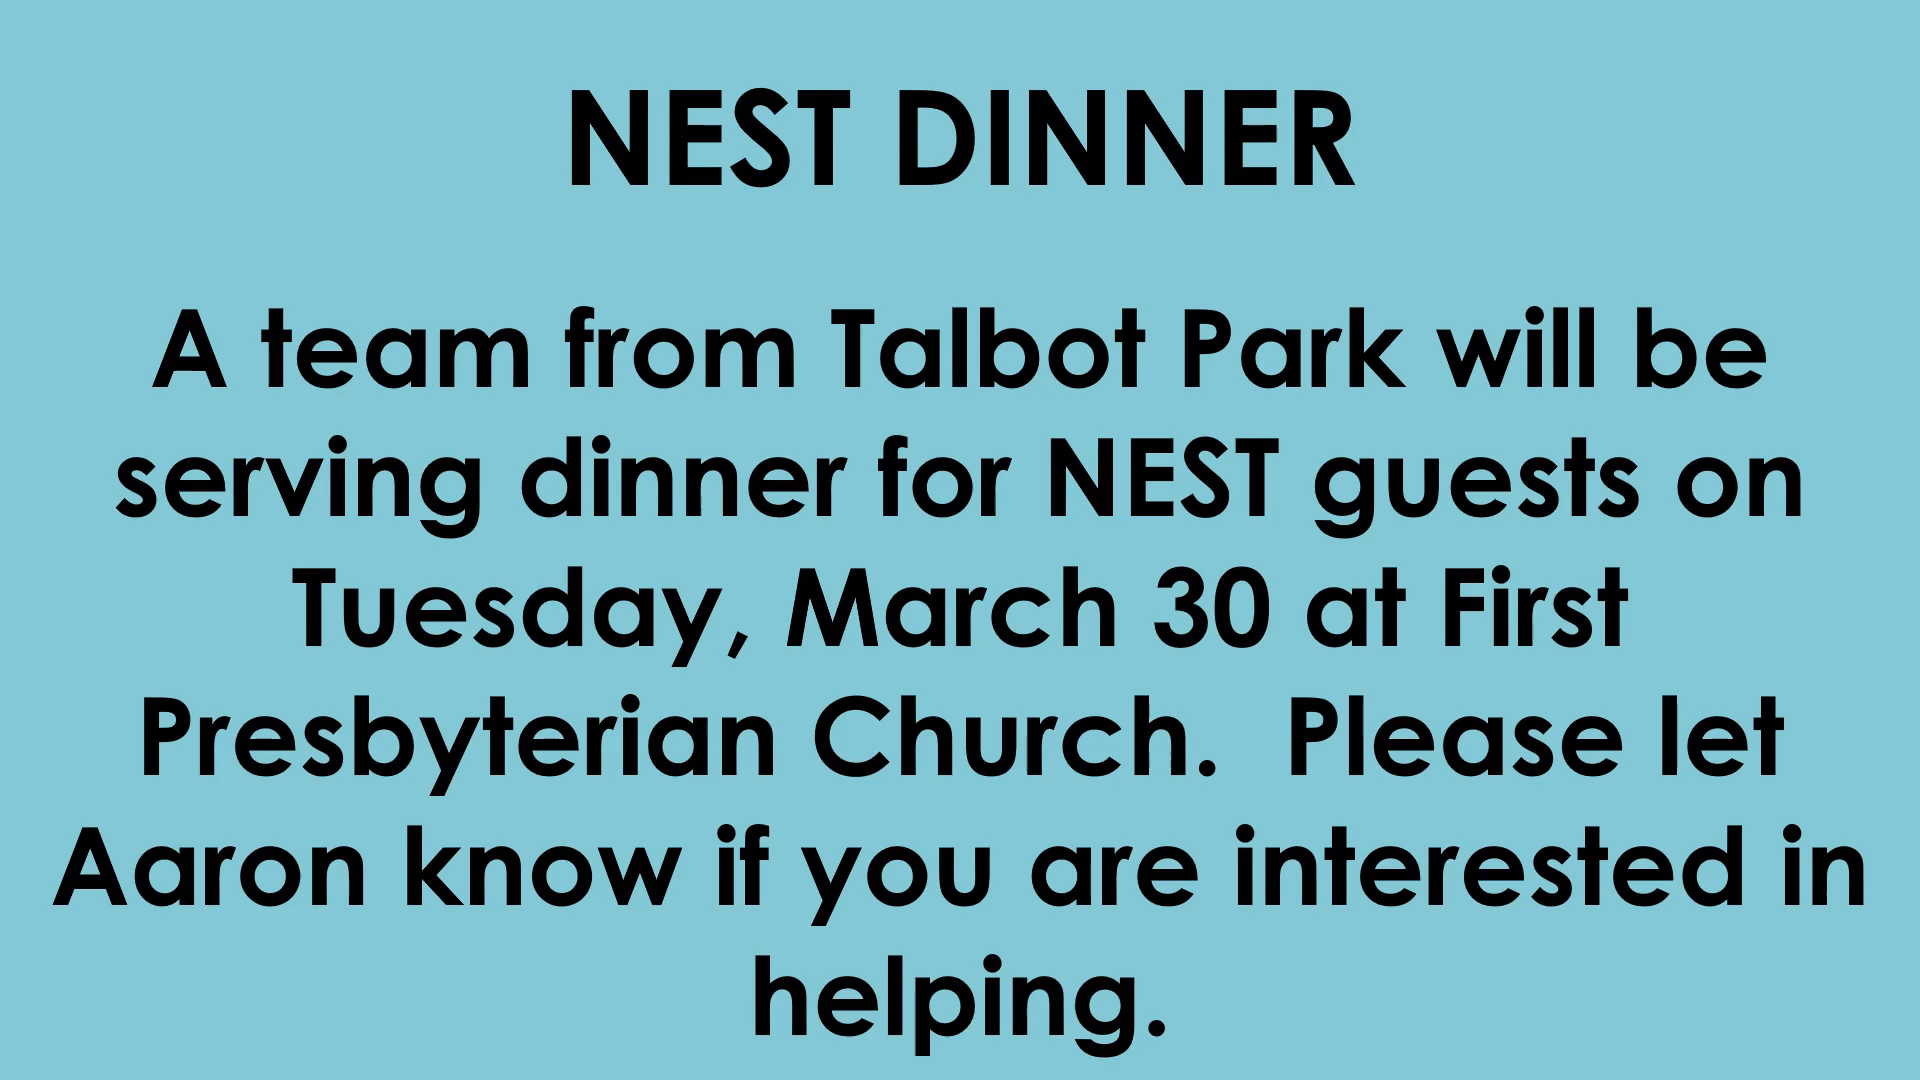 NEST DINNER
A team from Talbot Park will be
serving dinner for NEST guests on
Tuesday, March 30 at First
Presbyterian Church.  Please let
Aaron know if you are interested in
helping.